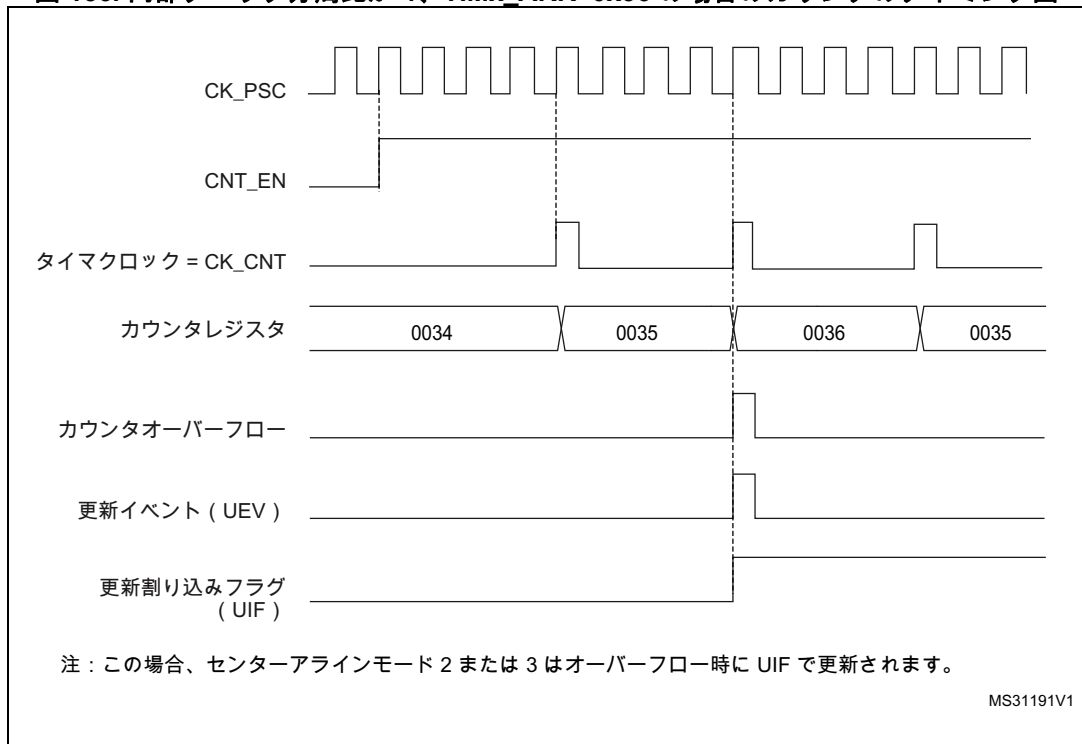 CK_PSC
CNT_EN
タイマクロック = CK_CNT
カウンタレジスタ 0034 0035 0036 0035
カウンタオーバーフロー
更新イベント ( UEV )
更新割り込みフラグ
( UIF )
注 : この場合、センターアラインモード 2 または 3 はオーバーフロー時に UIF で更新されます。
MS31191V1